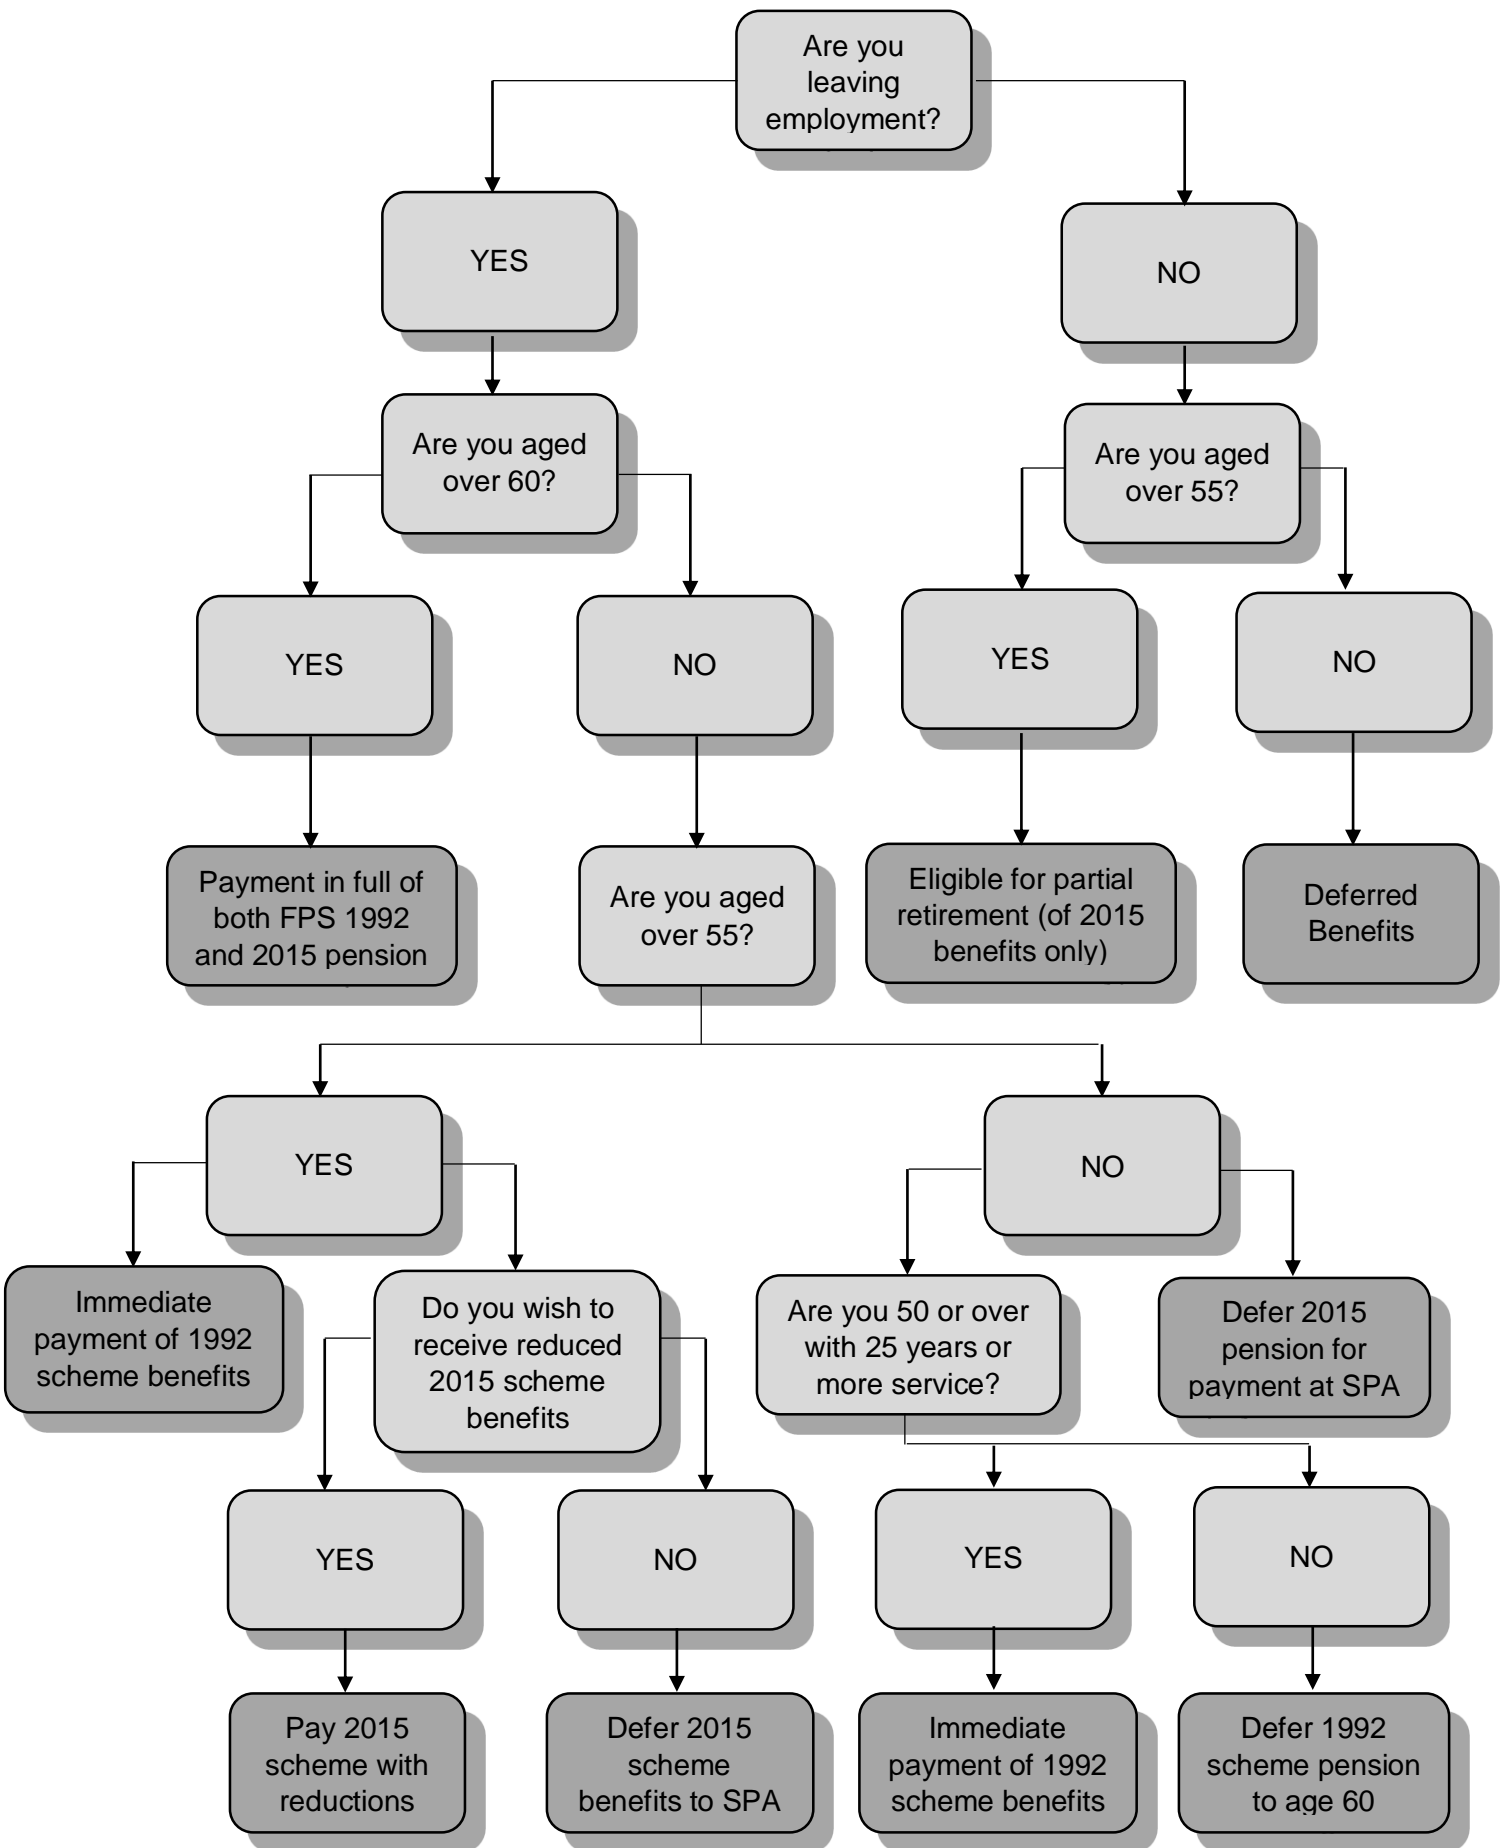 Are you
leaving
employment?
YES
NO
Are you aged
over 60?
Are you aged
over 55?
YES
NO
YES
NO
Payment in full of
both FPS 1992
and 2015 pension
Are you aged
over 55?
Eligible for partial
retirement (of 2015
benefits only)
Deferred
Benefits
YES
NO
Immediate
payment of 1992
scheme benefits
Do you wish to
receive reduced
2015 scheme
benefits
Are you 50 or over
with 25 years or
more service?
Defer 2015
pension for
payment at SPA
YES
NO
YES
NO
Pay 2015
scheme with
reductions
Defer 2015
scheme
benefits to SPA
Immediate
payment of 1992
scheme benefits
Defer 1992
scheme pension
to age 60